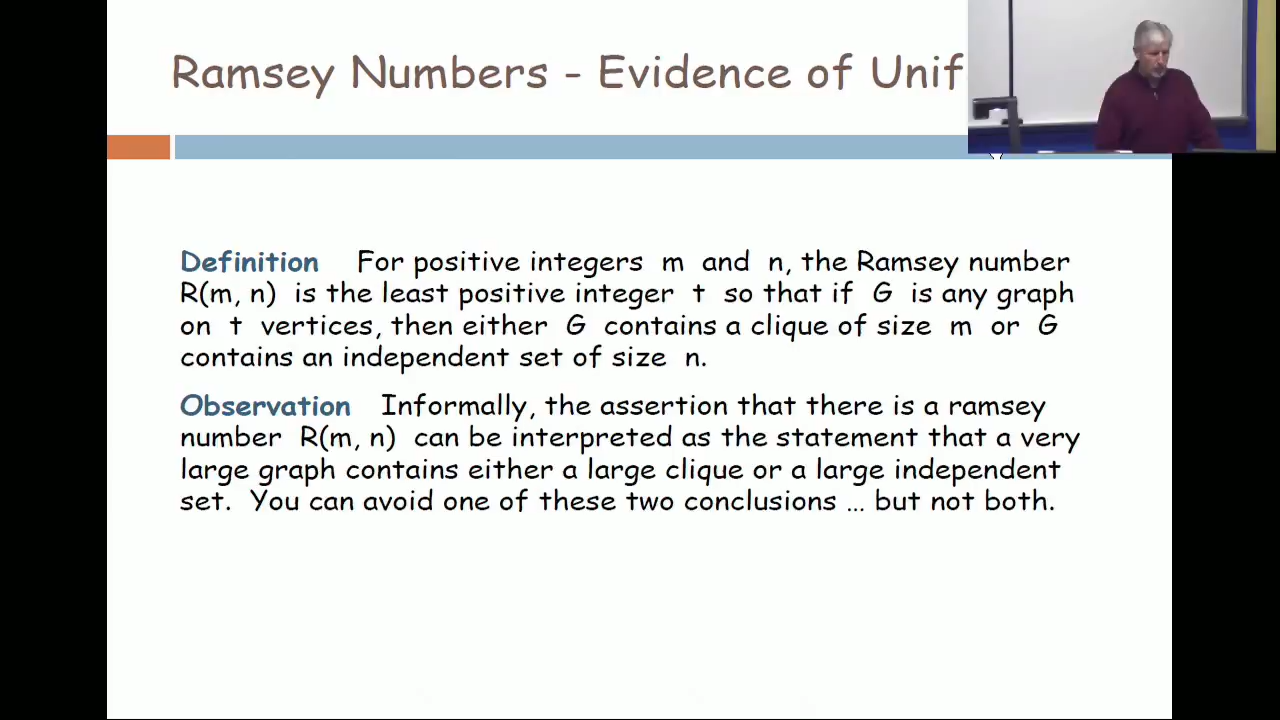 Ramsey Numbers - Evidence of Unif
Definition For positive integers m and n, the Ramsey number
R(m, n) is the least positive integer t so that if G is any graph
on t vertices, then either G contains a clique of size m or G
contains an independent set of size n.
Observation Informally, the assertion that there is a ramsey
number R(m, n) can be interpreted as the statement that a very
large graph contains either a large clique or a large independent
set. You can avoid one of these two conclusions … but not both.